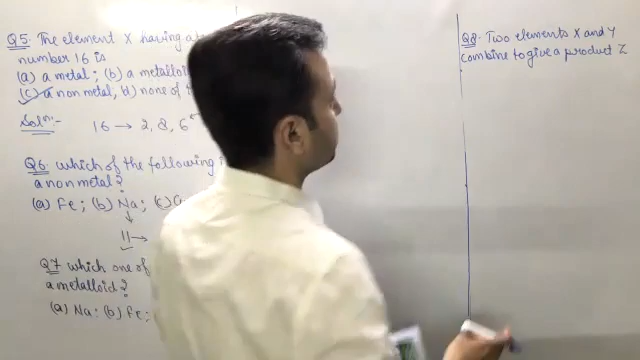 Q5. The element X having a
number 16 is
(a) a metal; (b) a metalloid
(c) a non metal, d) none of
Solⁿ:- 16 → 2, 8, 6
Q6 which of the following
a non metal?
(a) Fe; (b) Na; (c)
11 →
Q7 which one of
a metalloid?
(a) Na; (b) Fe;
Q8. Two elements X and Y
combine to give a product Z